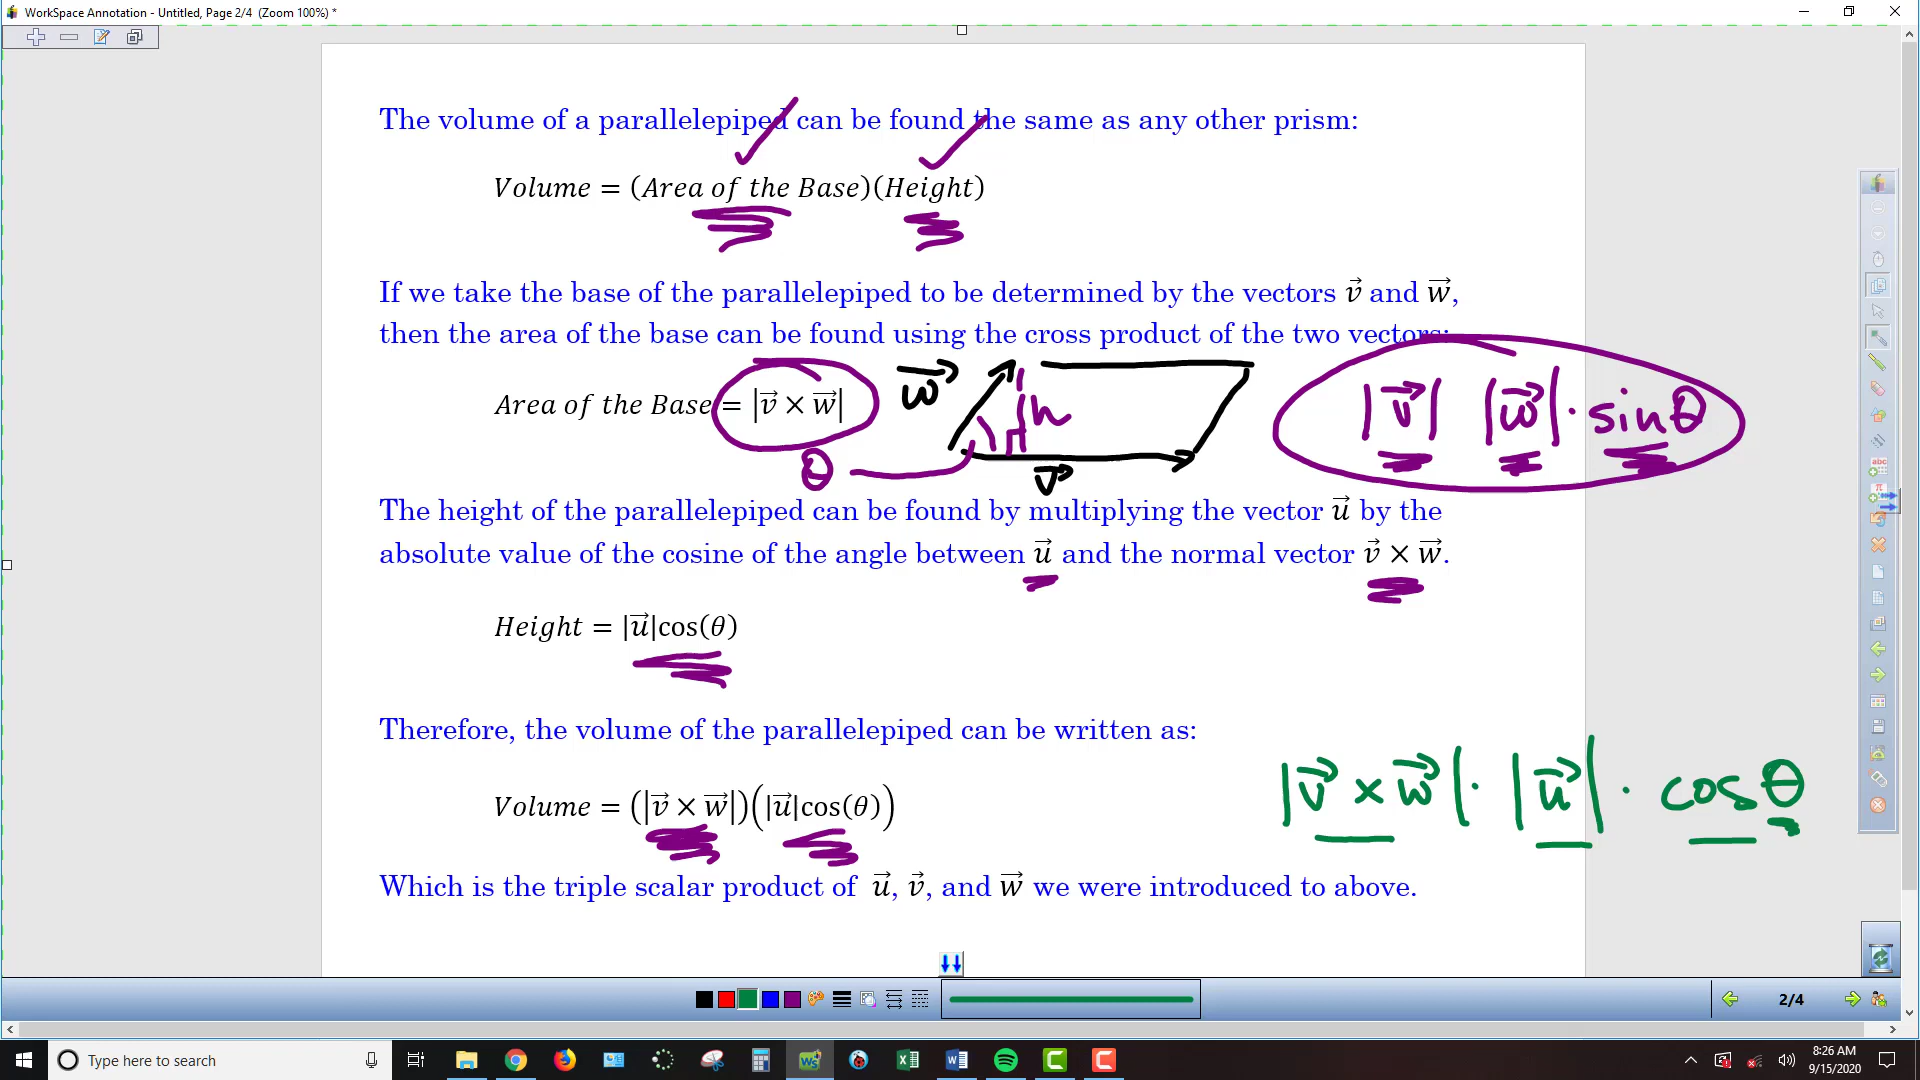 WorkSpace Annotation - Untitled, Page 2/4 (Zoom 100%) *
The volume of a parallelepiped can be found the same as any other prism:
Volume = (Area of the Base)(Height)
If we take the base of the parallelepiped to be determined by the vectors v⃗ and w⃗,
then the area of the base can be found using the cross product of the two vectors:
Area of the Base = |v⃗ × w⃗|
w⃗
h
|v⃗| |w⃗| · sinθ
θ
v⃗
The height of the parallelepiped can be found by multiplying the vector u⃗ by the
absolute value of the cosine of the angle between u⃗ and the normal vector v⃗ × w⃗.
Height = |u⃗|cos(θ)
Therefore, the volume of the parallelepiped can be written as:
|v⃗ × w⃗| · |u⃗| · cosθ
Volume = (|v⃗ × w⃗|)(|u⃗|cos(θ))
Which is the triple scalar product of u⃗, v⃗, and w⃗ we were introduced to above.
2/4
Type here to search
8:26 AM
9/15/2020